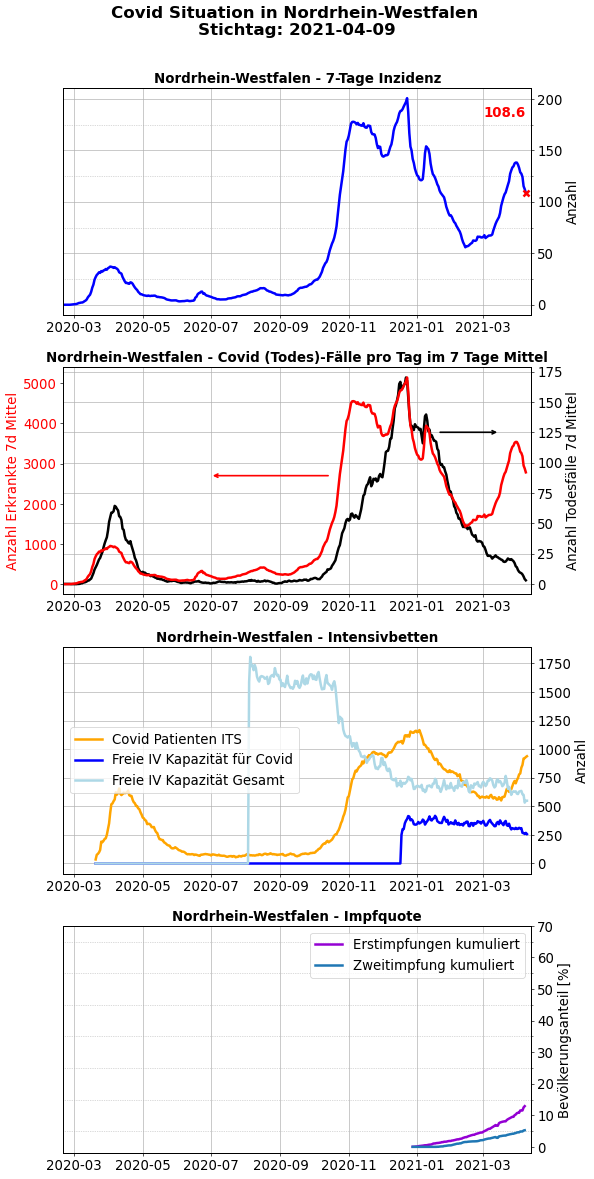 Covid Situation in Nordrhein-Westfalen
Stichtag: 2021-04-09
Nordrhein-Westfalen - 7-Tage Inzidenz
108.6
200
150
100
50
0
Anzahl
2020-03 2020-05 2020-07 2020-09 2020-11 2021-01 2021-03
Nordrhein-Westfalen - Covid (Todes)-Fälle pro Tag im 7 Tage Mittel
Anzahl Erkrankte 7d Mittel
5000
4000
3000
2000
1000
0
175
150
125
100
75
50
25
0
Anzahl Todesfälle 7d Mittel
2020-03 2020-05 2020-07 2020-09 2020-11 2021-01 2021-03
Nordrhein-Westfalen - Intensivbetten
Covid Patienten ITS
Freie IV Kapazität für Covid
Freie IV Kapazität Gesamt
1750
1500
1250
1000
750
500
250
0
Anzahl
2020-03 2020-05 2020-07 2020-09 2020-11 2021-01 2021-03
Nordrhein-Westfalen - Impfquote
Erstimpfungen kumuliert
Zweitimpfung kumuliert
70
60
50
40
30
20
10
0
Bevölkerungsanteil [%]
2020-03 2020-05 2020-07 2020-09 2020-11 2021-01 2021-03